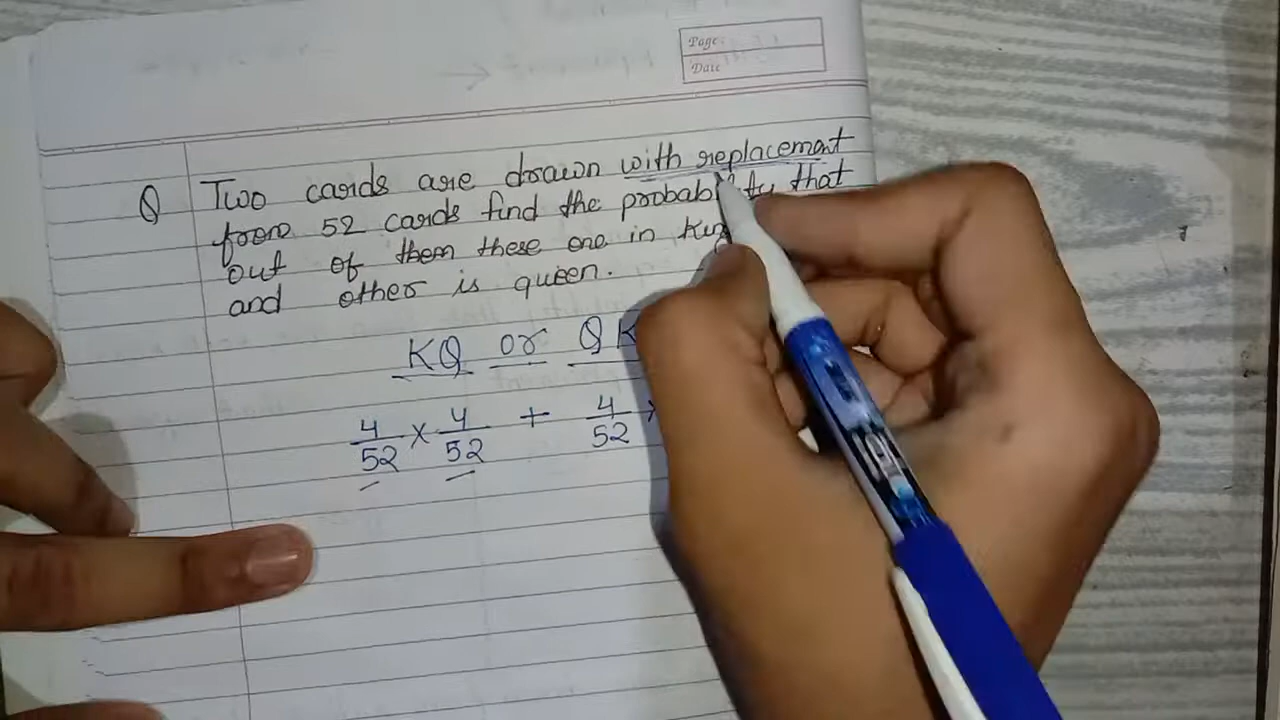 Page
Date
Q Two cards are drawn with replacement
from 52 cards find the probability that
out of them these one in
and other is queen.
KQ or QK
4/52 × 4/52 + 4/52 ×